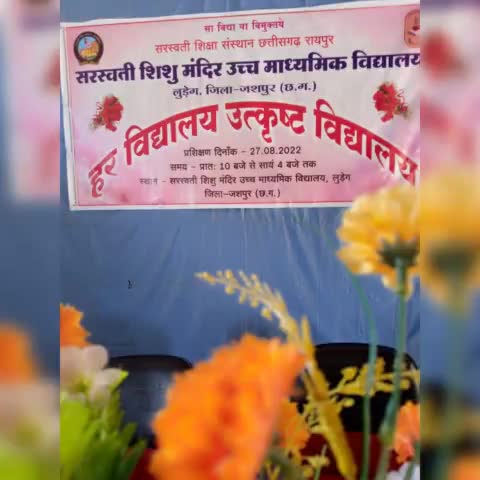 सा विद्या या विमुक्तये
सरस्वती शिक्षा संस्थान छत्तीसगढ़ रायपुर
सरस्वती शिशु मंदिर उच्च माध्यमिक विद्यालय
लुड़ेग, जिला-जशपुर (छ.ग.)
हर विद्यालय उत्कृष्ट विद्यालय
प्रशिक्षण दिनाँक - 27.08.2022
समय - प्रातः 10 बजे से सायं 4 बजे तक
स्थान - सरस्वती शिशु मंदिर उच्च माध्यमिक विद्यालय, लुड़ेग
जिला-जशपुर (छ.ग.)